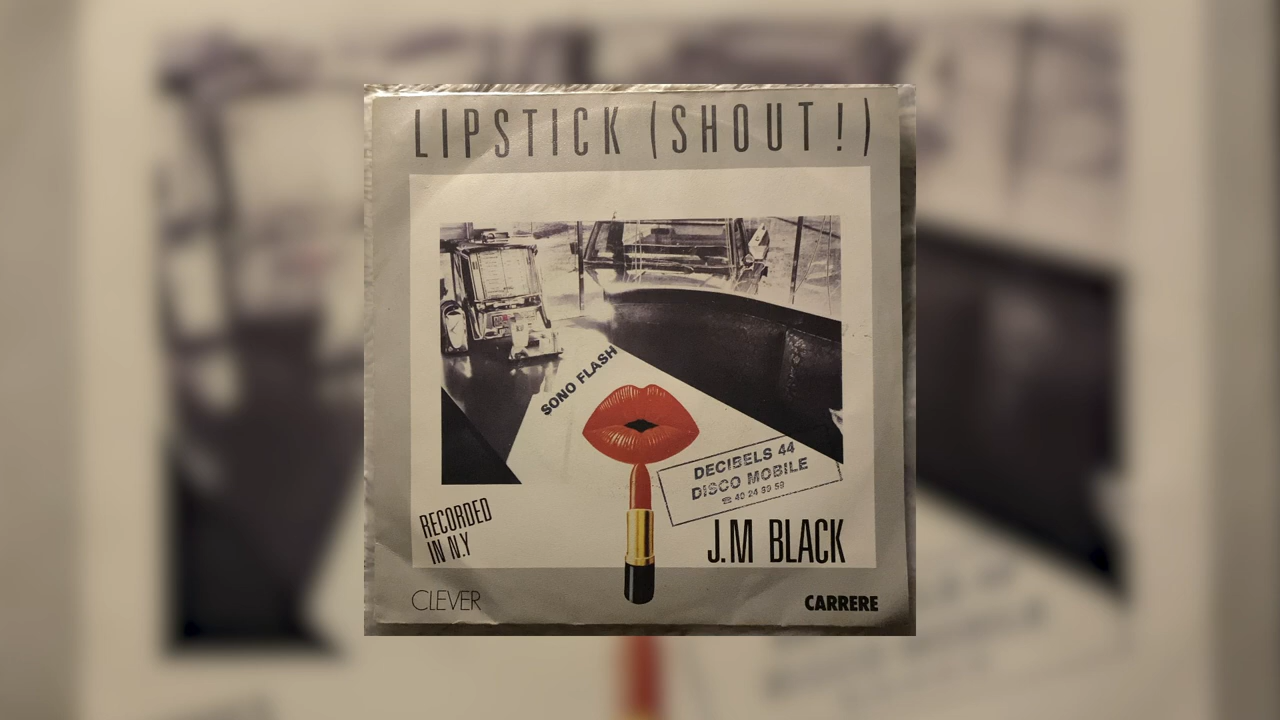 LIPSTICK (SHOUT!)
SONO FLASH
DECIBELS 44
DISCO MOBILE
☎ 40 24 99 59
RECORDED
IN N.Y
J.M BLACK
CLEVER
CARRERE